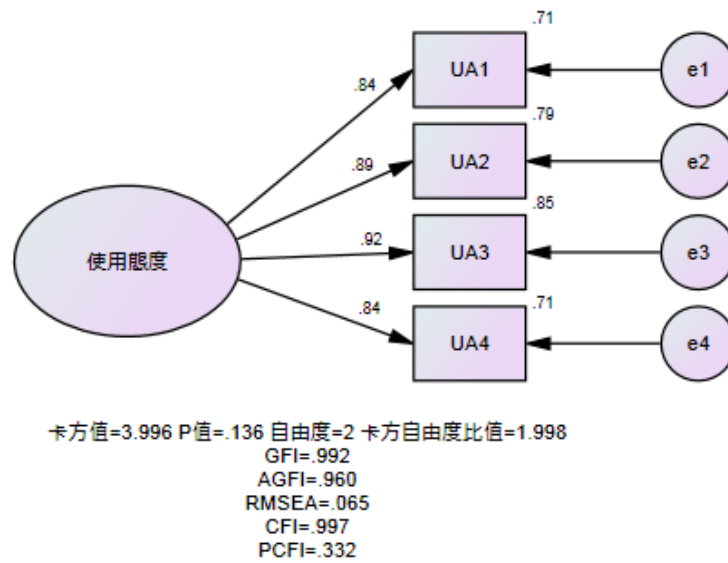 .71
UA1
e1
.84
.79
UA2
e2
.89
.85
使用態度
.92
UA3
e3
.71
.84
UA4
e4
卡方值=3.996 P值=.136 自由度=2 卡方自由度比值=1.998
GFI=.992
AGFI=.960
RMSEA=.065
CFI=.997
PCFI=.332